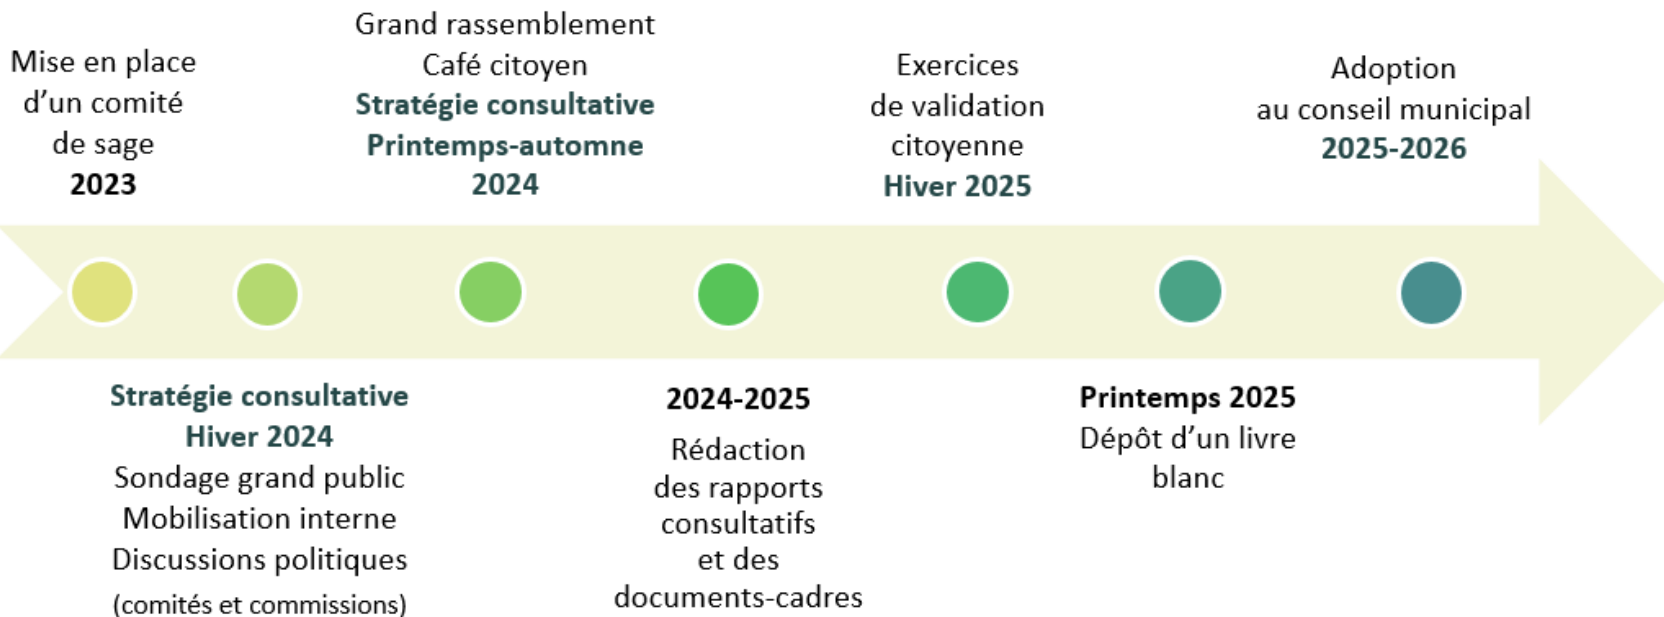 Mise en place
d’un comité
de sage
2023
Stratégie consultative
Hiver 2024
Sondage grand public
Mobilisation interne
Discussions politiques
(comités et commissions)
Grand rassemblement
Café citoyen
Stratégie consultative
Printemps-automne
2024
2024-2025
Rédaction
des rapports
consultatifs
et des
documents-cadres
Exercices
de validation
citoyenne
Hiver 2025
Printemps 2025
Dépôt d’un livre
blanc
Adoption
au conseil municipal
2025-2026